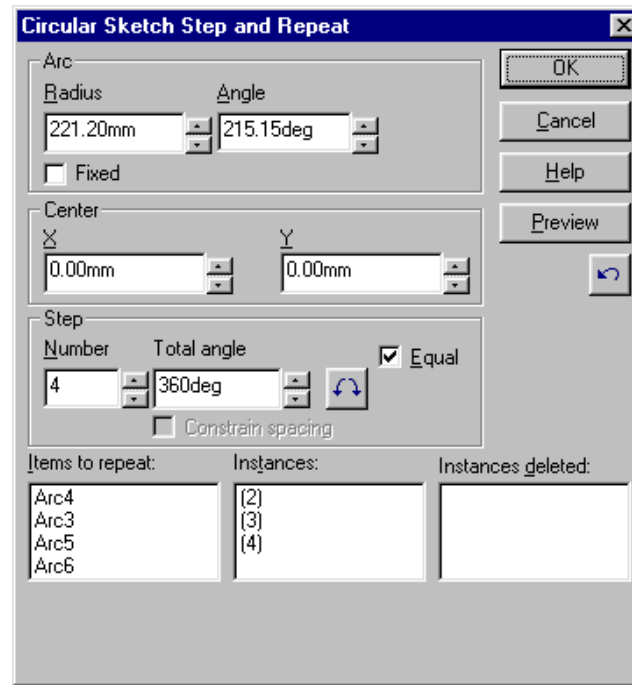 Circular Sketch Step and Repeat
Arc
Radius Angle
221.20mm 215.15deg
Fixed
OK
Cancel
Help
Preview
Center
X Y
0.00mm 0.00mm
Step
Number Total angle Equal
4 360deg
Constrain spacing
Items to repeat: Instances: Instances deleted:
Arc4 (2)
Arc3 (3)
Arc5 (4)
Arc6